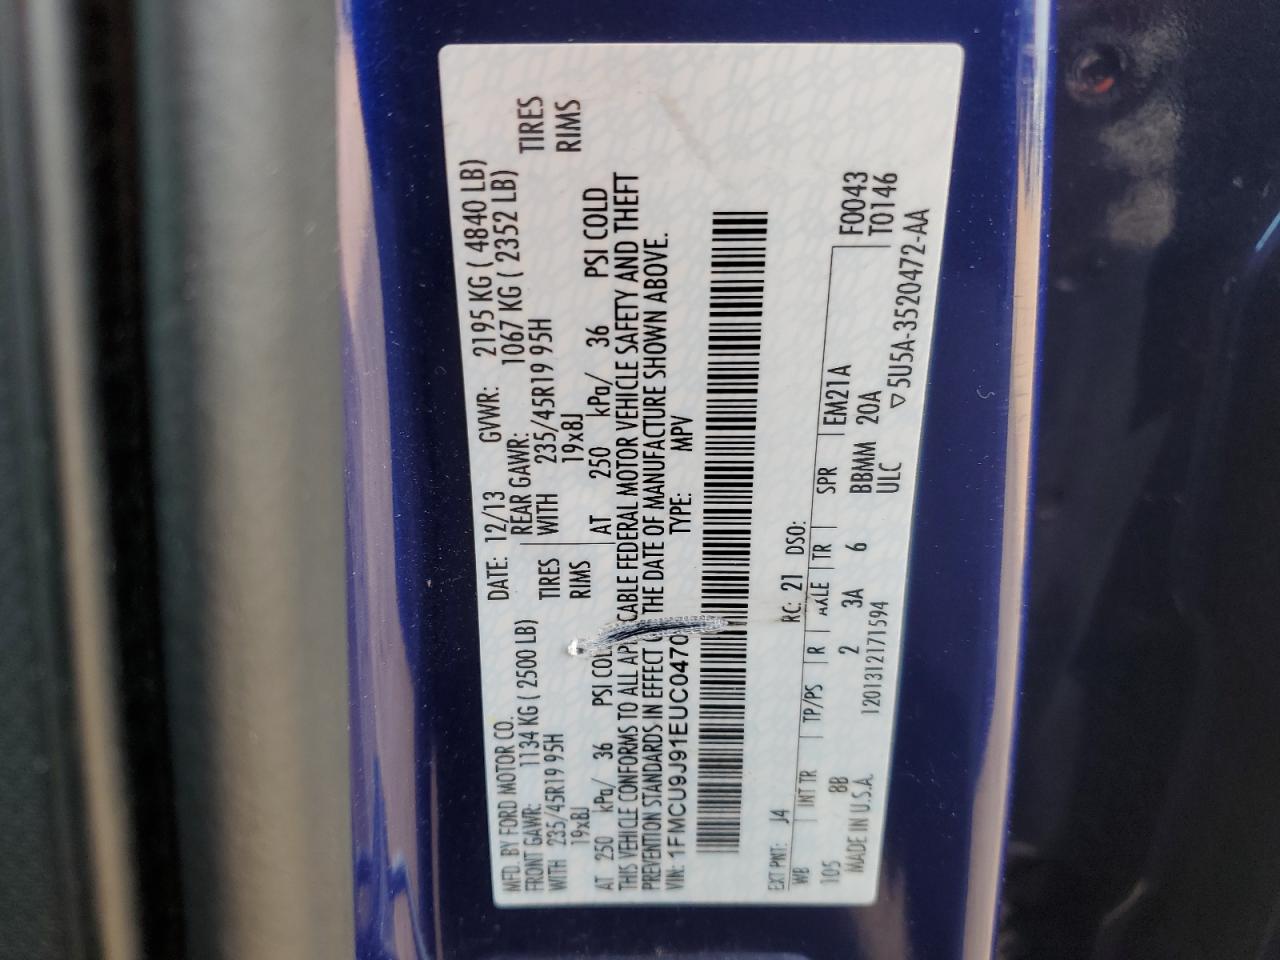 MFD. BY FORD MOTOR CO.
DATE: 12/13 GVWR: 2195 KG ( 4840 LB)
FRONT GAWR: 1134 KG ( 2500 LB) REAR GAWR: 1067 KG ( 2352 LB)
WITH 235/45R19 95H TIRES WITH 235/45R19 95H TIRES
19x8J RIMS 19x8J RIMS
AT 250 kPa/ 36 PSI COLD AT 250 kPa/ 36 PSI COLD
THIS VEHICLE CONFORMS TO ALL CABLE FEDERAL MOTOR VEHICLE SAFETY AND THEFT
PREVENTION STANDARDS IN EFFECT THE DATE OF MANUFACTURE SHOWN ABOVE.
VIN: 1FMCU9J91EUC0470 TYPE: MPV
EXT PNT: J4 RC: 21 DSO:
WB INT TR TP/PS R AXLE TR SPR EM21A F0043
105 8B 2 3A 6 BBMM 20A T0146
MADE IN U.S.A. 1201312171594 ULC
▽5U5A-3520472-AA